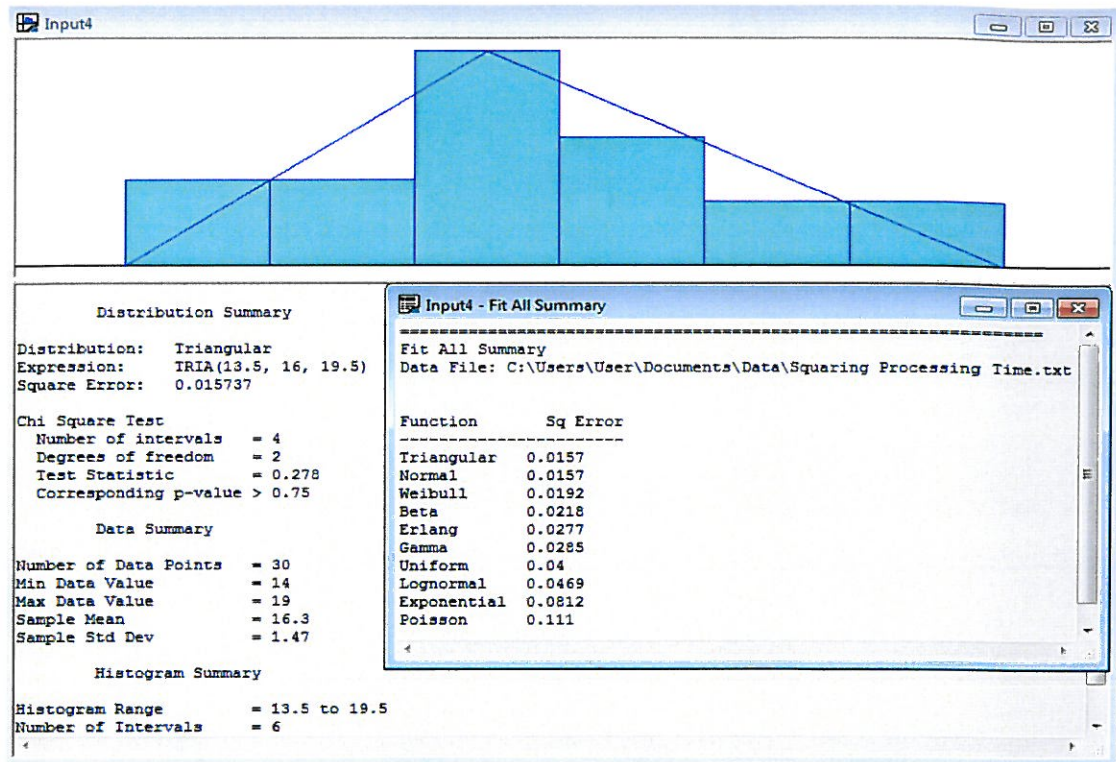 Input4
Distribution Summary
Distribution: Triangular
Expression: TRIA(13.5, 16, 19.5)
Square Error: 0.015737
Chi Square Test
Number of intervals = 4
Degrees of freedom = 2
Test Statistic = 0.278
Corresponding p-value > 0.75
Data Summary
Number of Data Points = 30
Min Data Value = 14
Max Data Value = 19
Sample Mean = 16.3
Sample Std Dev = 1.47
Histogram Summary
Histogram Range = 13.5 to 19.5
Number of Intervals = 6
Input4 - Fit All Summary
Fit All Summary
Data File: C:\Users\User\Documents\Data\Squaring Processing Time.txt
Function Sq Error
Triangular 0.0157
Normal 0.0157
Weibull 0.0192
Beta 0.0218
Erlang 0.0277
Gamma 0.0285
Uniform 0.04
Lognormal 0.0469
Exponential 0.0812
Poisson 0.111